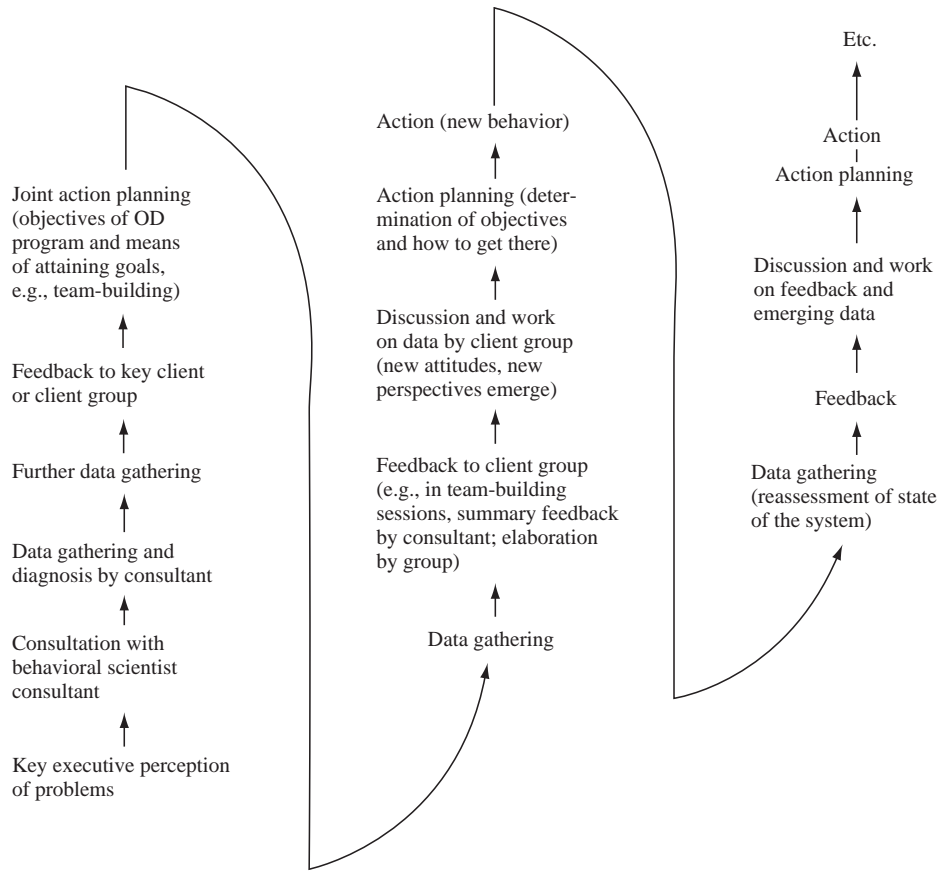 Joint action planning
(objectives of OD
program and means
of attaining goals,
e.g., team-building)
Feedback to key client
or client group
Further data gathering
Data gathering and
diagnosis by consultant
Consultation with
behavioral scientist
consultant
Key executive perception
of problems
Action (new behavior)
Action planning (deter-
mination of objectives
and how to get there)
Discussion and work
on data by client group
(new attitudes, new
perspectives emerge)
Feedback to client group
(e.g., in team-building
sessions, summary feedback
by consultant; elaboration
by group)
Data gathering
Etc.
Action
Action planning
Discussion and work
on feedback and
emerging data
Feedback
Data gathering
(reassessment of state
of the system)